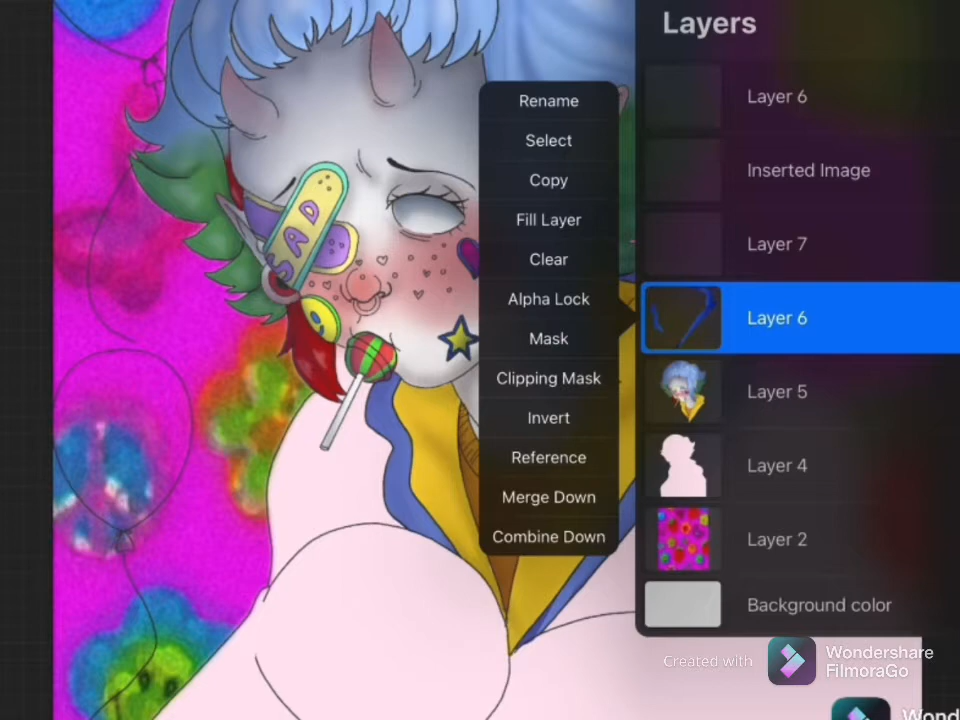 Layers
Rename
Select
Copy
Fill Layer
Clear
Alpha Lock
Mask
Clipping Mask
Invert
Reference
Merge Down
Combine Down
Layer 6
Inserted Image
Layer 7
Layer 6
Layer 5
Layer 4
Layer 2
Background color
SAD
Created with
Wondershare
FilmoraGo